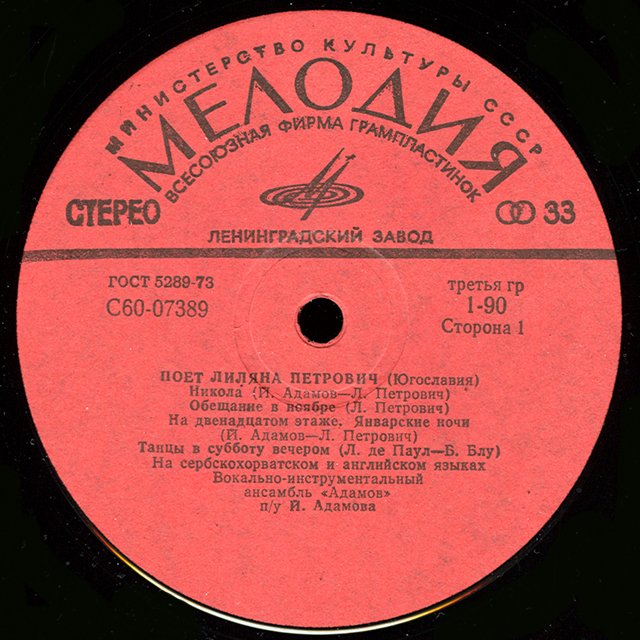 МИНИСТЕРСТВО КУЛЬТУРЫ СССР
МЕЛОДИЯ
ВСЕСОЮЗНАЯ ФИРМА ГРАМПЛАСТИНОК
СТЕРЕО
33
ЛЕНИНГРАДСКИЙ ЗАВОД
ГОСТ 5289-73
С60-07389
третья гр
1-90
Сторона 1
ПОЕТ ЛИЛЯНА ПЕТРОВИЧ (Югославия)
Никола (Й. Адамов—Л. Петрович)
Обещание в ноябре (Л. Петрович)
На двенадцатом этаже. Январские ночи
(Й. Адамов—Л. Петрович)
Танцы в субботу вечером (Л. де Паул—Б. Блу)
На сербскохорватском и английском языках
Вокально-инструментальный
ансамбль «Адамов»
п/у Й. Адамова